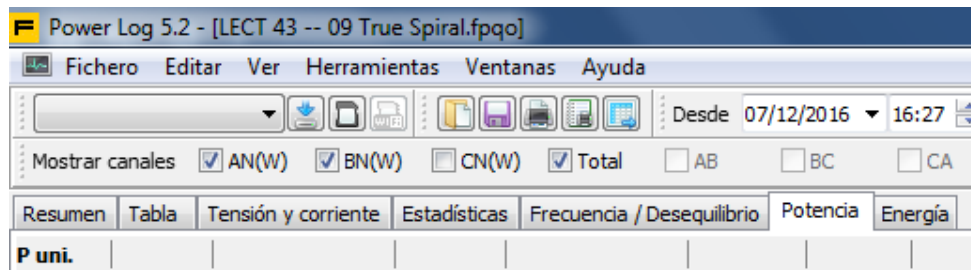 Power Log 5.2 - [LECT 43 -- 09 True Spiral.fpqo]
Fichero Editar Ver Herramientas Ventanas Ayuda
Desde 07/12/2016 16:27
Mostrar canales AN(W) BN(W) CN(W) Total AB BC CA
Resumen Tabla Tensión y corriente Estadísticas Frecuencia / Desequilibrio Potencia Energía
P uni.